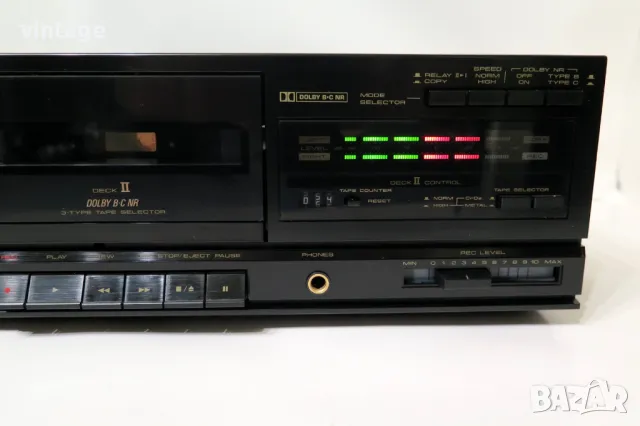 vintage
SPEED DOLBY NR
RELAY II▸I NORM OFF TYPE B
COPY HIGH ON TYPE C
DOLBY B·C NR
MODE
SELECTOR
LEVEL
DECK II
DOLBY B·C NR
3-TYPE TAPE SELECTOR
DECK II CONTROL
TAPE COUNTER
RESET
NORM
HIGH METAL
TAPE SELECTOR
PLAY STOP/EJECT PAUSE
PHONES
REC LEVEL
MIN 0 1 2 3 4 5 6 7 8 9 10 MAX
BAZAR